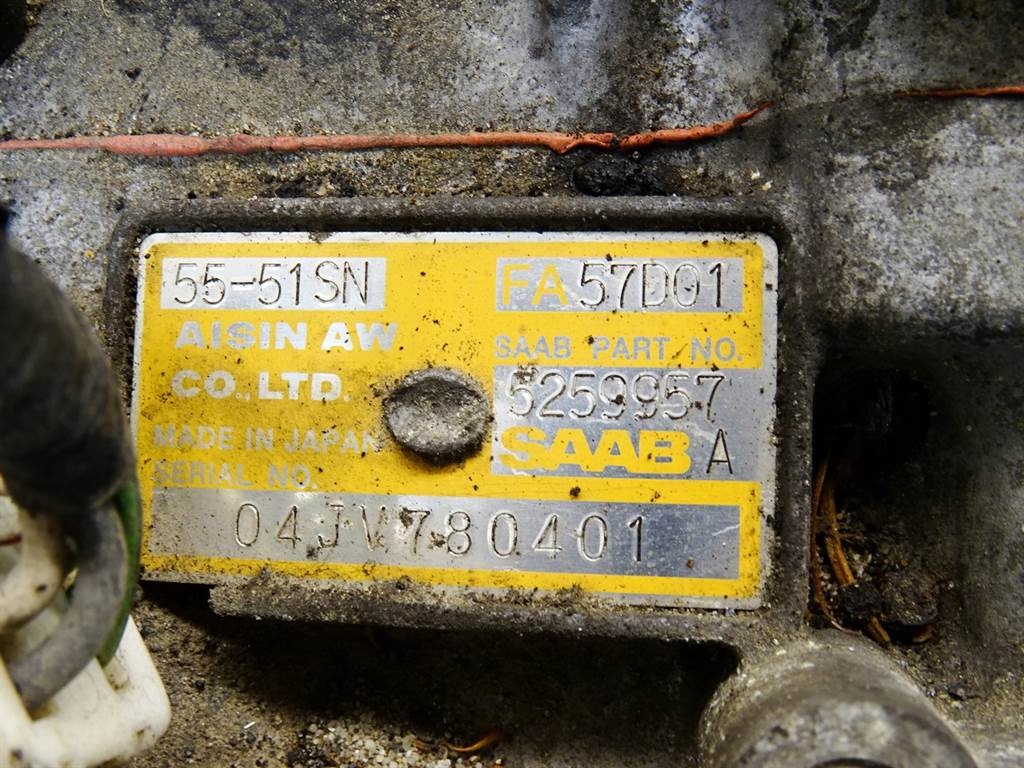 55-51SN
FA 57D01
AISIN AW
CO., LTD.
SAAB PART NO.
5259957
SAAB A
MADE IN JAPAN
SERIAL NO.
04JV780401